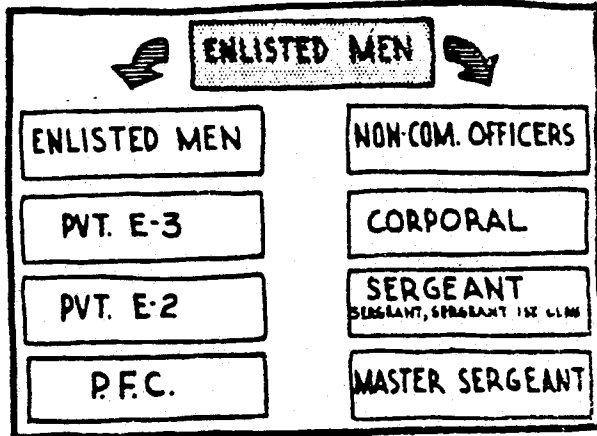 ENLISTED MEN
ENLISTED MEN
PVT. E-3
PVT. E-2
P.F.C.
NON-COM. OFFICERS
CORPORAL
SERGEANT
SERGEANT, SERGEANT 1ST CLASS
MASTER SERGEANT